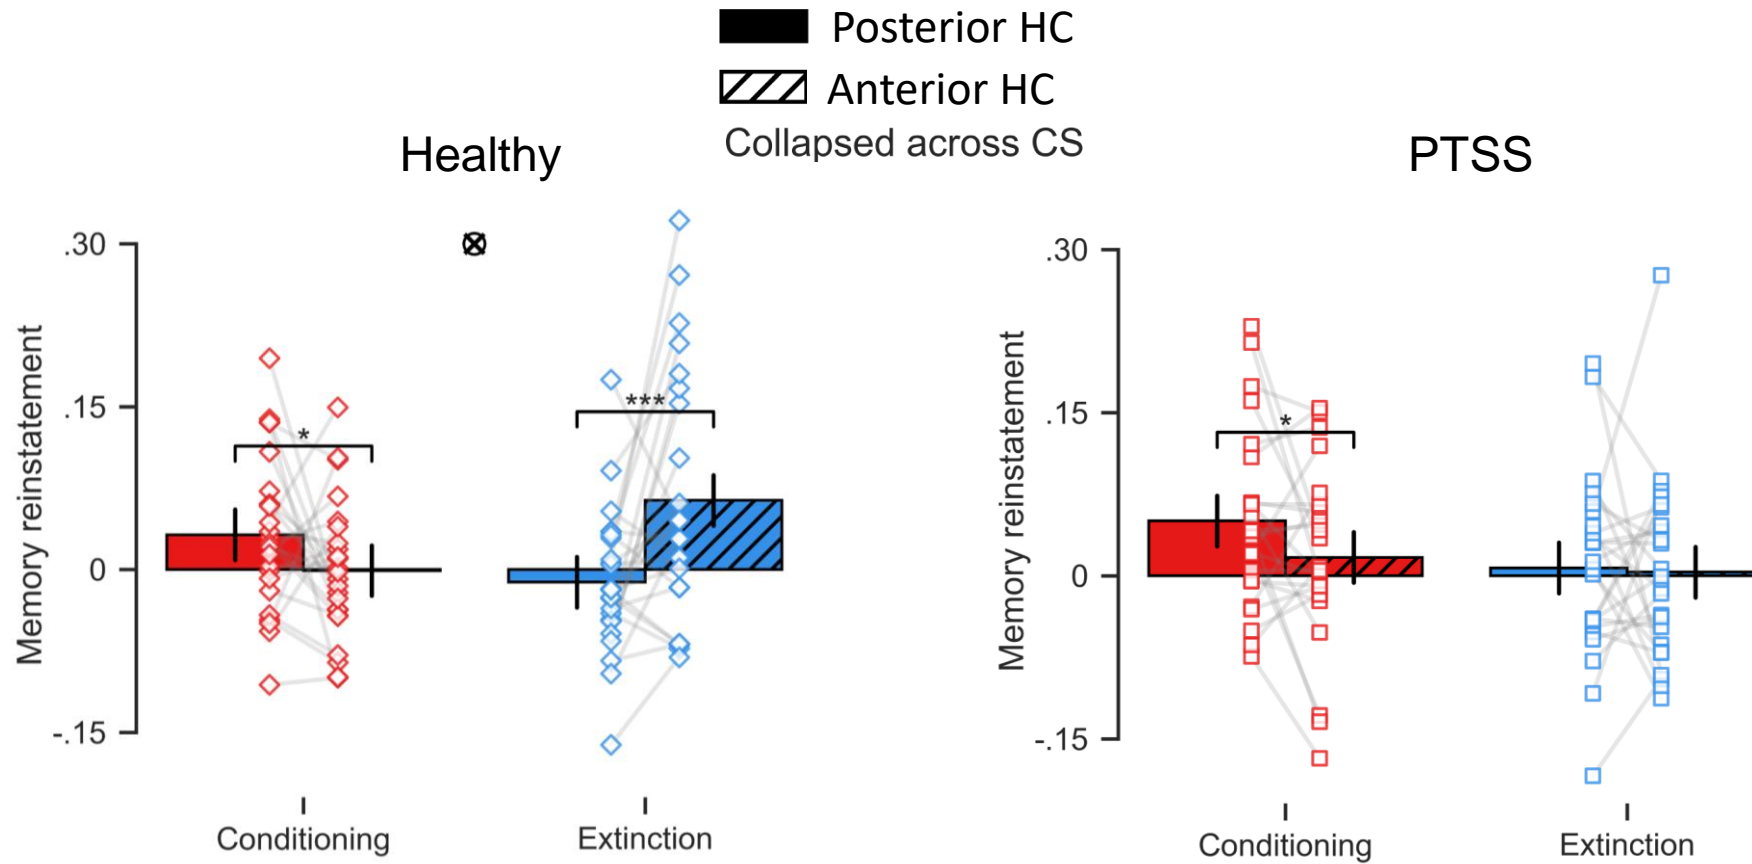 Posterior HC
Anterior HC
Collapsed across CS
Healthy
PTSS
Memory reinstatement
.30
.15
0
-.15
*
***
Conditioning
Extinction
Memory reinstatement
.30
.15
0
-.15
*
Conditioning
Extinction